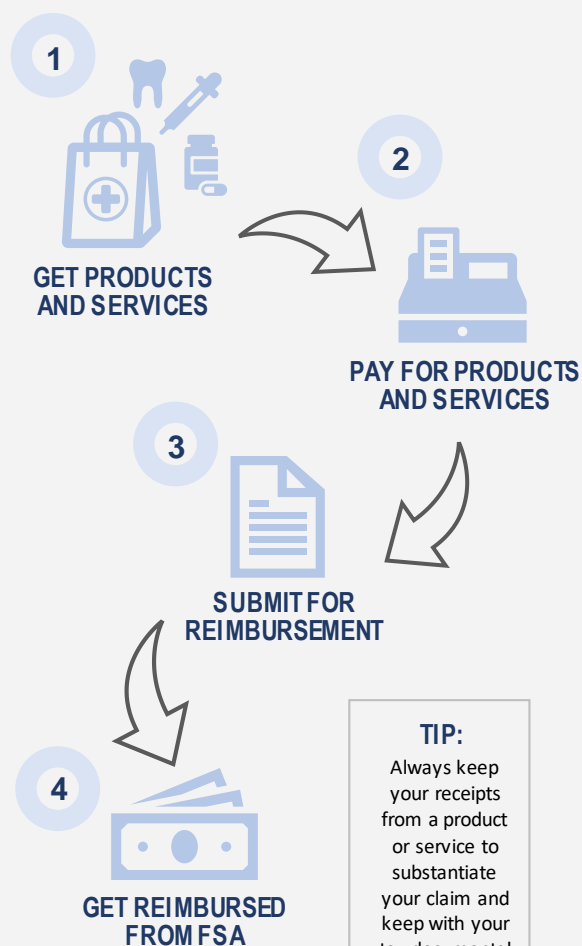 1
GET PRODUCTS
AND SERVICES
2
PAY FOR PRODUCTS
AND SERVICES
3
SUBMIT FOR
REIMBURSEMENT
4
GET REIMBURSED
FROM FSA
TIP:
Always keep
your receipts
from a product
or service to
substantiate
your claim and
keep with your